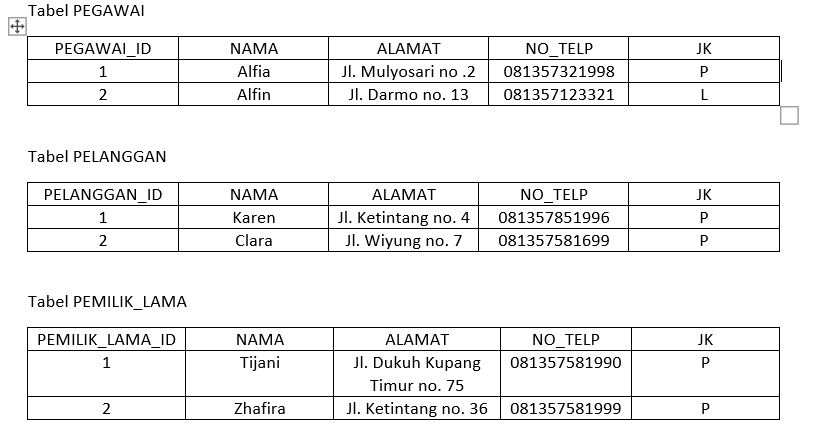 Tabel PEGAWAI
PEGAWAI_ID NAMA ALAMAT NO_TELP JK
1 Alfia Jl. Mulyosari no .2 081357321998 P
2 Alfin Jl. Darmo no. 13 081357123321 L
Tabel PELANGGAN
PELANGGAN_ID NAMA ALAMAT NO_TELP JK
1 Karen Jl. Ketintang no. 4 081357851996 P
2 Clara Jl. Wiyung no. 7 081357581699 P
Tabel PEMILIK_LAMA
PEMILIK_LAMA_ID NAMA ALAMAT NO_TELP JK
1 Tijani Jl. Dukuh Kupang 081357581990 P
Timur no. 75
2 Zhafira Jl. Ketintang no. 36 081357581999 P